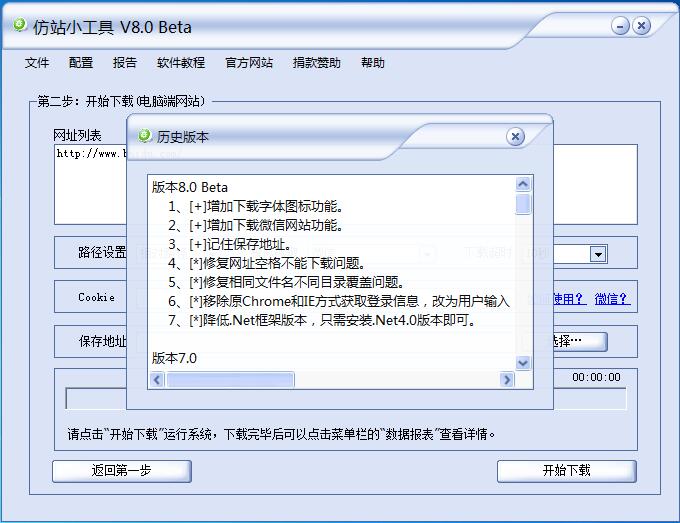 仿站小工具 V8.0 Beta
文件 配置 报告 软件教程 官方网站 捐款赞助 帮助
第二步：开始下载(电脑端网站)
网址列表
http://www.b
历史版本
版本8.0 Beta
1、[+]增加下载字体图标功能。
2、[+]增加下载微信网站功能。
3、[+]记住保存地址。
4、[*]修复网址空格不能下载问题。
5、[*]修复相同文件名不同目录覆盖问题。
6、[*]移除原Chrome和IE方式获取登录信息，改为用户输入
7、[*]降低.Net框架版本，只需安装.Net4.0版本即可。
版本7.0
路径设置
Cookie 使用? 微信?
保存地址 选择…
00:00:00
请点击“开始下载”运行系统，下载完毕后可以点击菜单栏的“数据报表”查看详情。
返回第一步 开始下载